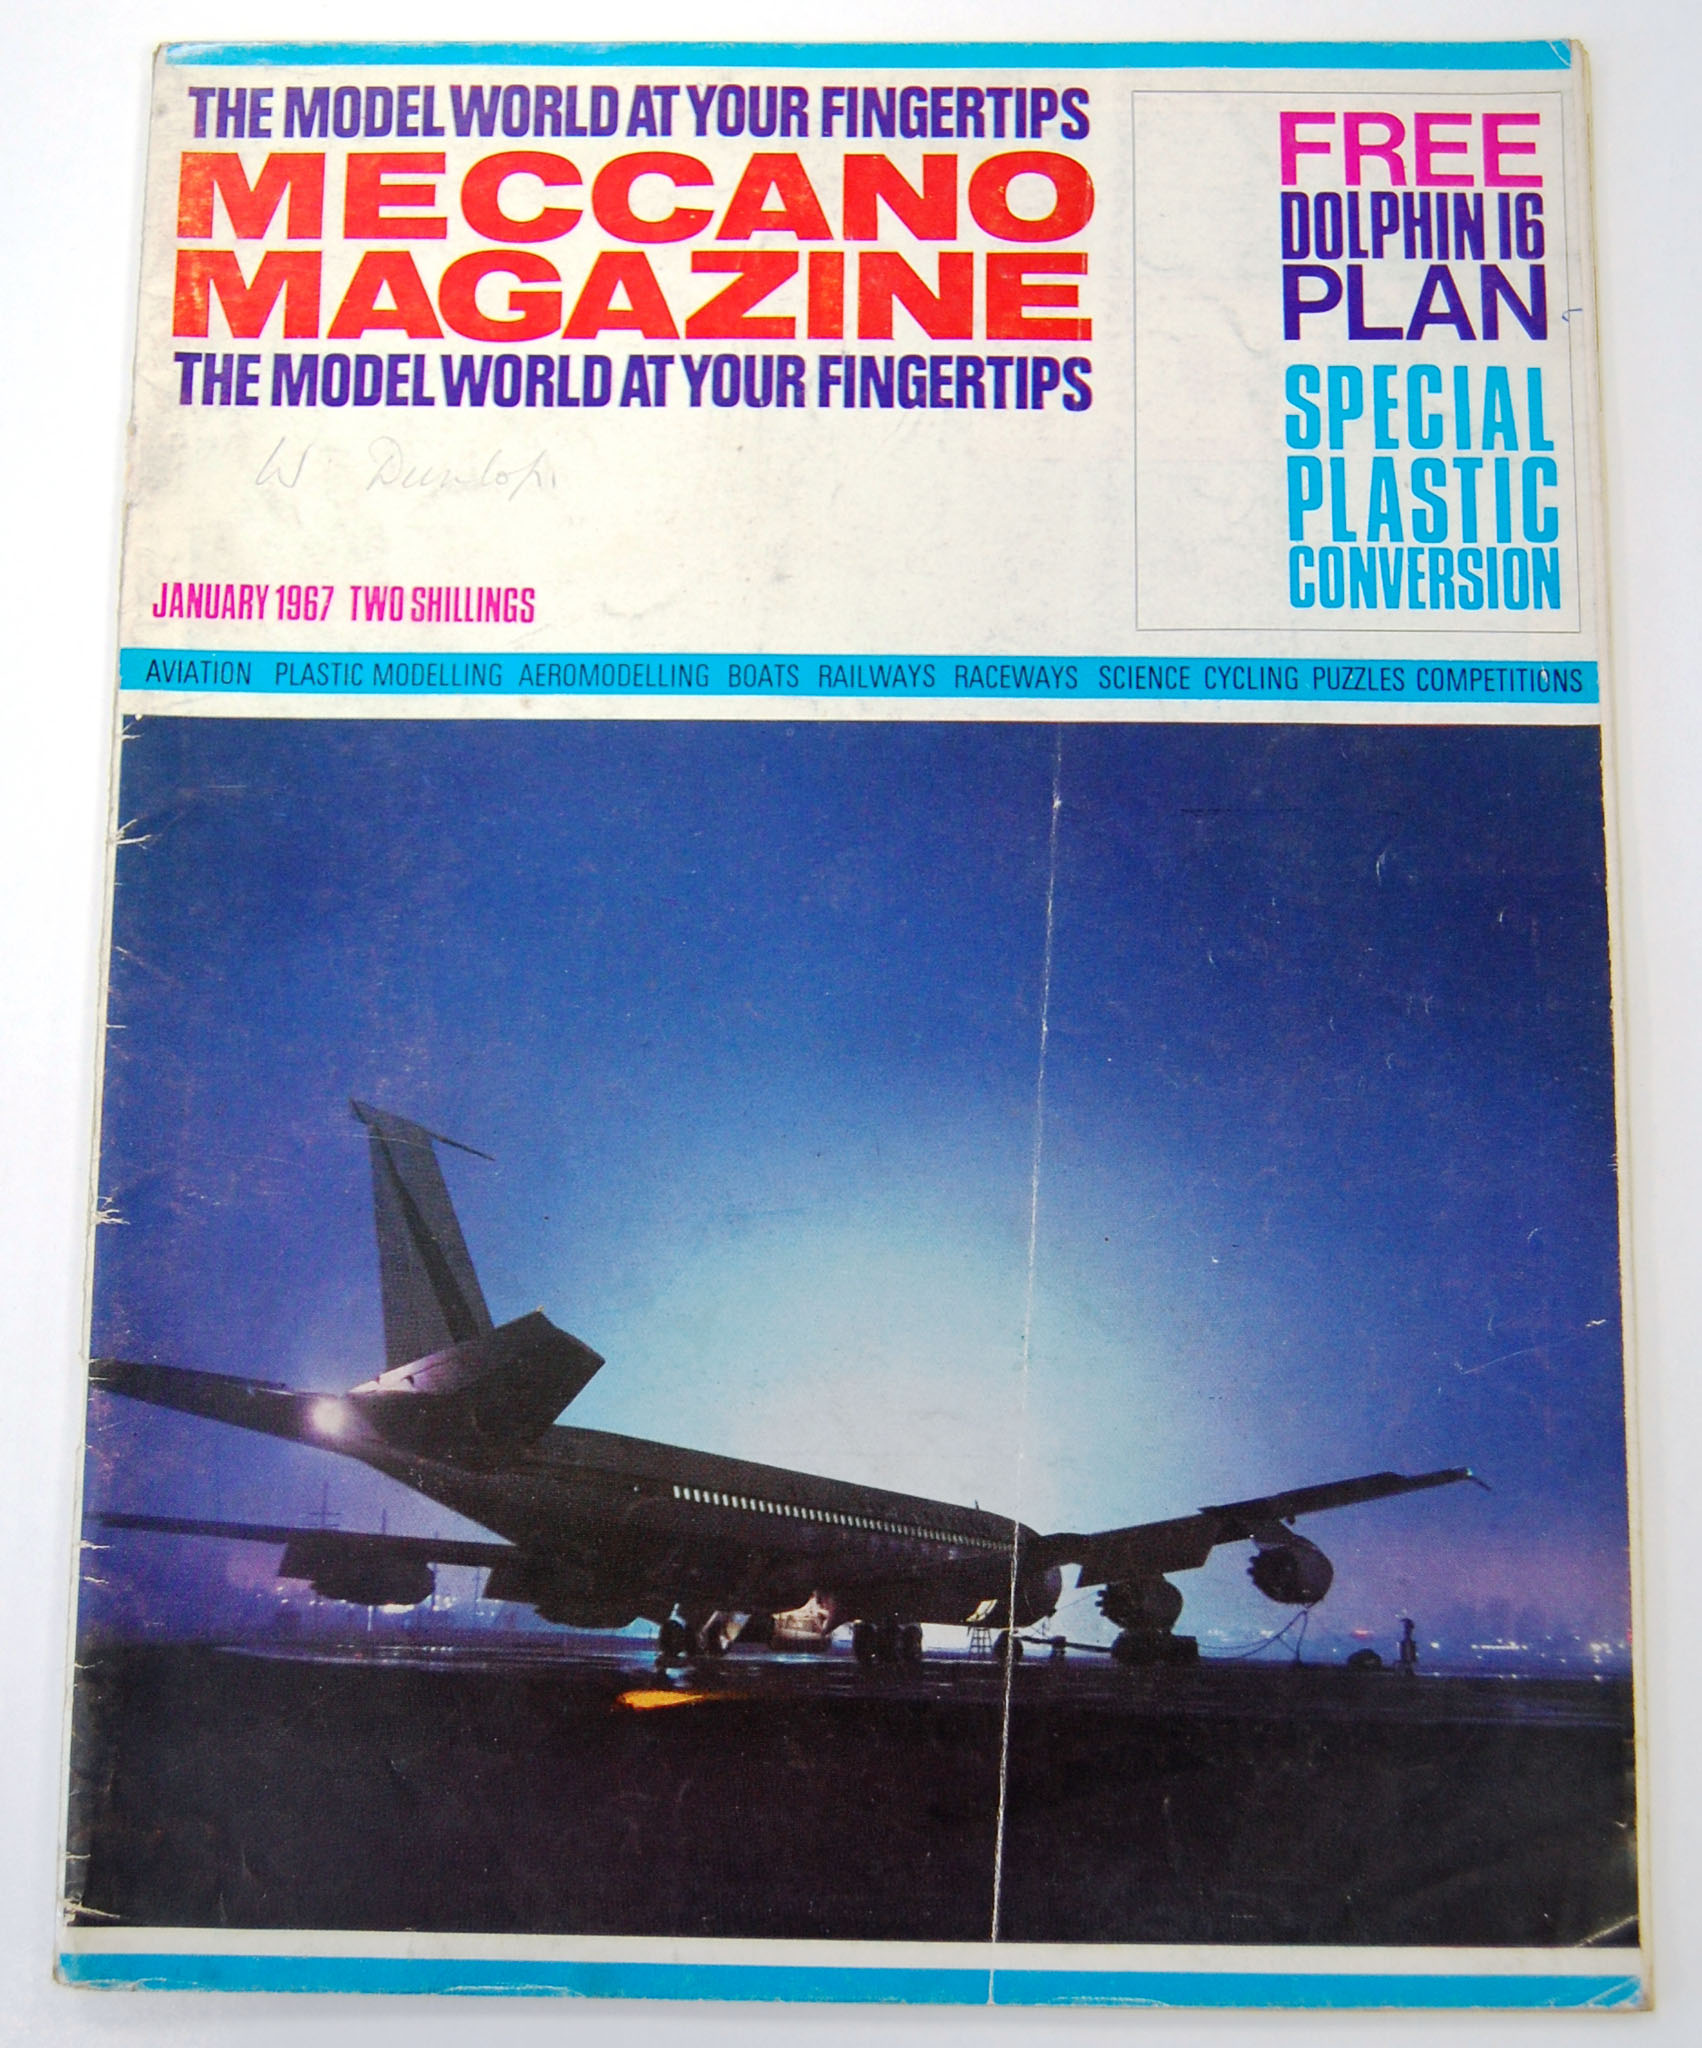 THE MODEL WORLD AT YOUR FINGERTIPS
MECCANO
MAGAZINE
THE MODEL WORLD AT YOUR FINGERTIPS
W. Dunlop.
JANUARY 1967 TWO SHILLINGS
FREE
DOLPHIN 16
PLAN
SPECIAL
PLASTIC
CONVERSION
AVIATION PLASTIC MODELLING AEROMODELLING BOATS RAILWAYS RACEWAYS SCIENCE CYCLING PUZZLES COMPETITIONS